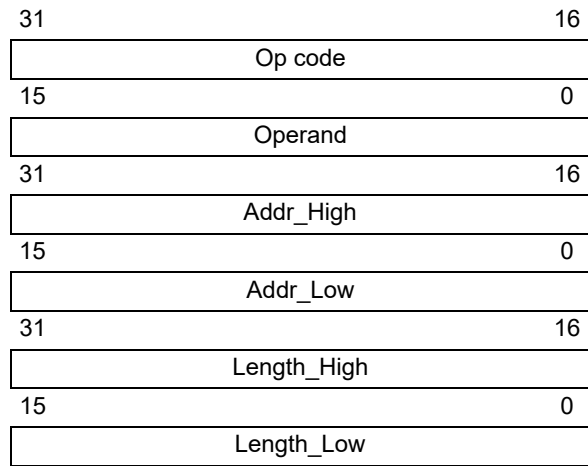 31 16
Op code
15 0
Operand
31 16
Addr_High
15 0
Addr_Low
31 16
Length_High
15 0
Length_Low